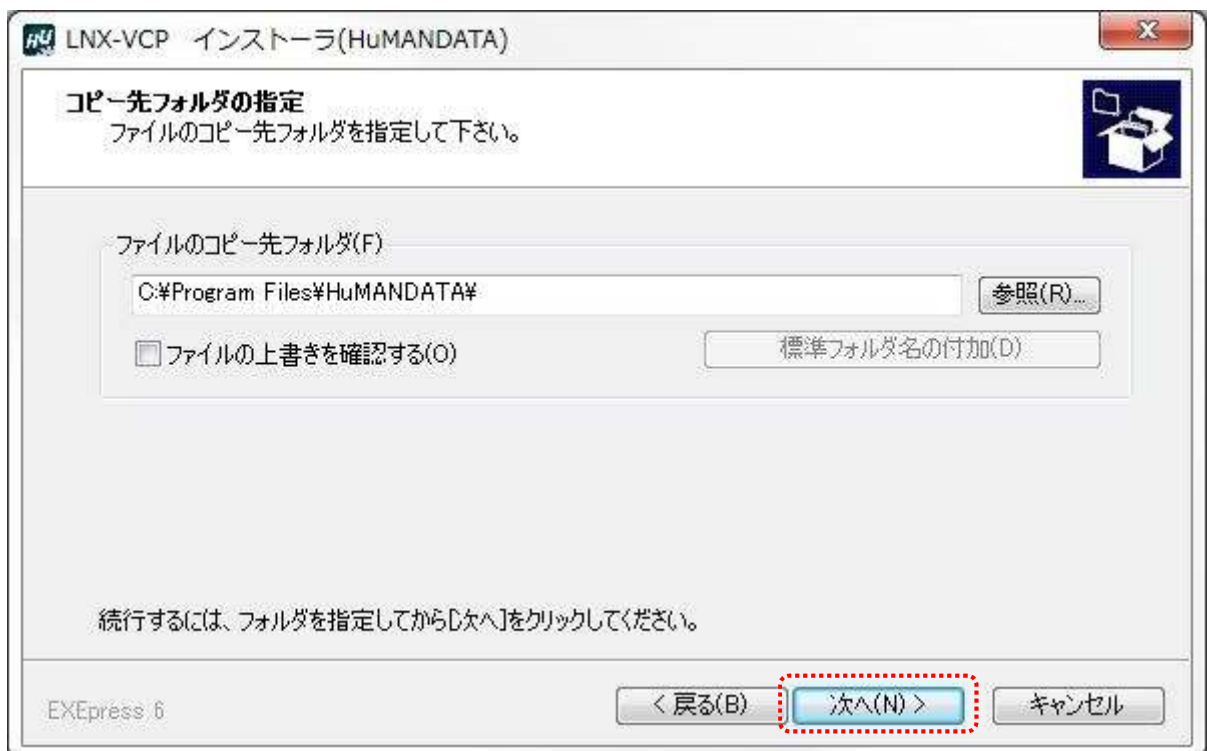 LNX-VCP インストーラ(HuMANDATA)
コピー先フォルダの指定
ファイルのコピー先フォルダを指定して下さい。
ファイルのコピー先フォルダ(F)
C:¥Program Files¥HuMANDATA¥
参照(R)...
ファイルの上書きを確認する(O)
標準フォルダ名の付加(D)
続行するには、フォルダを指定してから[次へ]をクリックしてください。
EXEpress 6
< 戻る(B)
次へ(N) >
キャンセル